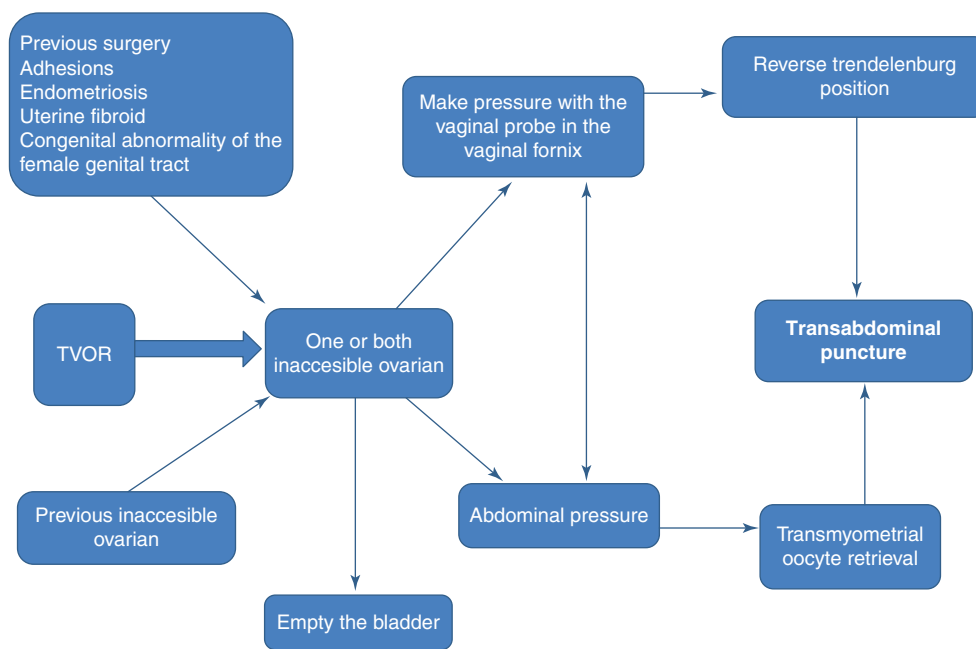 Previous surgery
Adhesions
Endometriosis
Uterine fibroid
Congenital abnormality of the
female genital tract
Make pressure with the
vaginal probe in the
vaginal fornix
Reverse trendelenburg
position
TVOR
One or both
inaccesible ovarian
Transabdominal
puncture
Previous inaccesible
ovarian
Abdominal pressure
Transmyometrial
oocyte retrieval
Empty the bladder